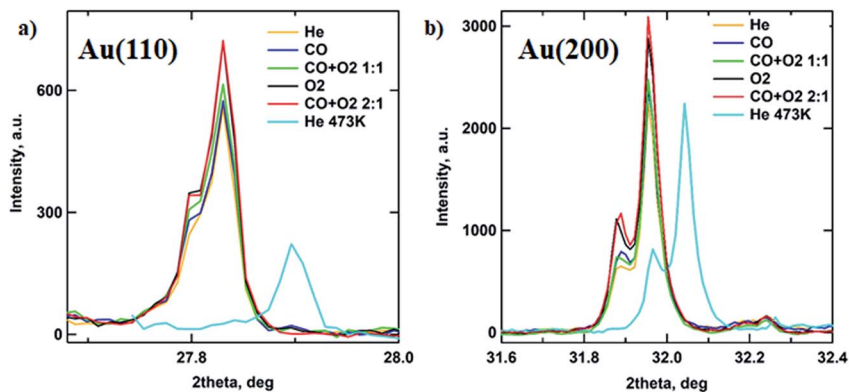 a)
Au(110)
He
CO
CO+O2 1:1
O2
CO+O2 2:1
He 473K
Intensity, a.u.
600
300
0
27.8
28.0
2theta, deg
b)
Au(200)
He
CO
CO+O2 1:1
O2
CO+O2 2:1
He 473K
Intensity, a.u.
3000
2000
1000
0
31.6
31.8
32.0
32.2
32.4
2theta, deg